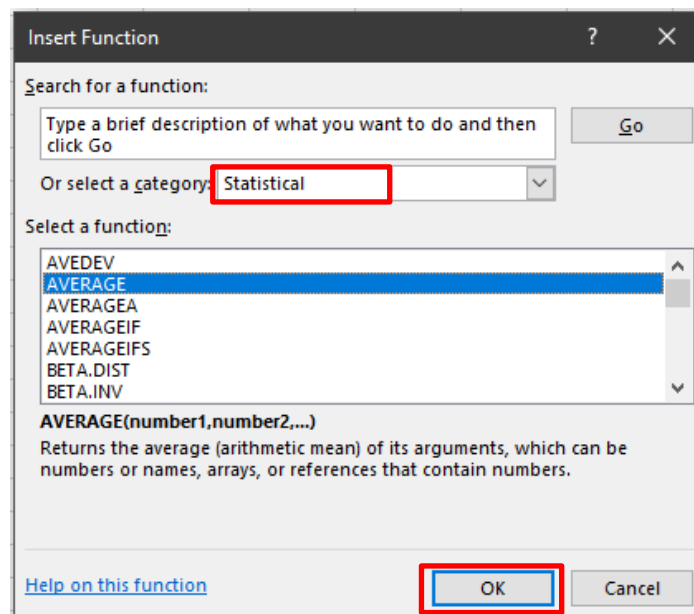 Insert Function ? ×
Search for a function:
Type a brief description of what you want to do and then
click Go
Go
Or select a category: Statistical
Select a function:
AVEDEV
AVERAGE
AVERAGEA
AVERAGEIF
AVERAGEIFS
BETA.DIST
BETA.INV
AVERAGE(number1,number2,...)
Returns the average (arithmetic mean) of its arguments, which can be
numbers or names, arrays, or references that contain numbers.
Help on this function
OK
Cancel